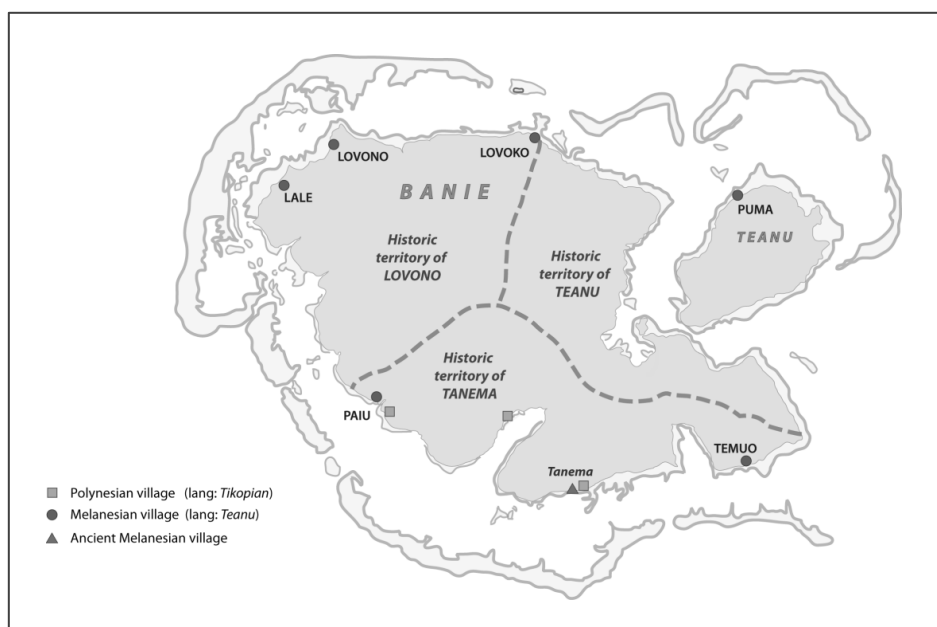 LOVONO
LOVOKO
LALE
BANIE
PUMA
TEANU
Historic
territory of
LOVONO
Historic
territory of
TEANU
Historic
territory of
TANEMA
PAIU
TEMUO
Tanema
Polynesian village (lang: Tikopian)
Melanesian village (lang: Teanu)
Ancient Melanesian village